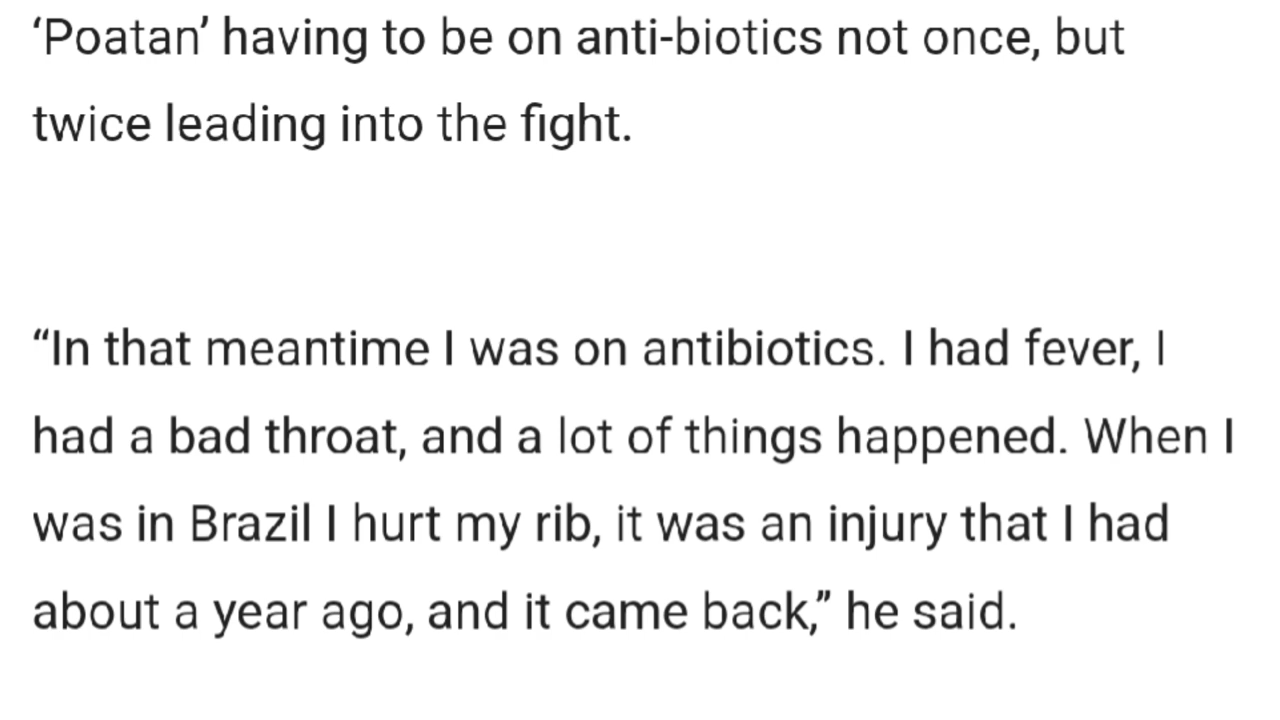 ‘Poatan’ having to be on anti-biotics not once, but
twice leading into the fight.
“In that meantime I was on antibiotics. I had fever, I
had a bad throat, and a lot of things happened. When I
was in Brazil I hurt my rib, it was an injury that I had
about a year ago, and it came back,” he said.